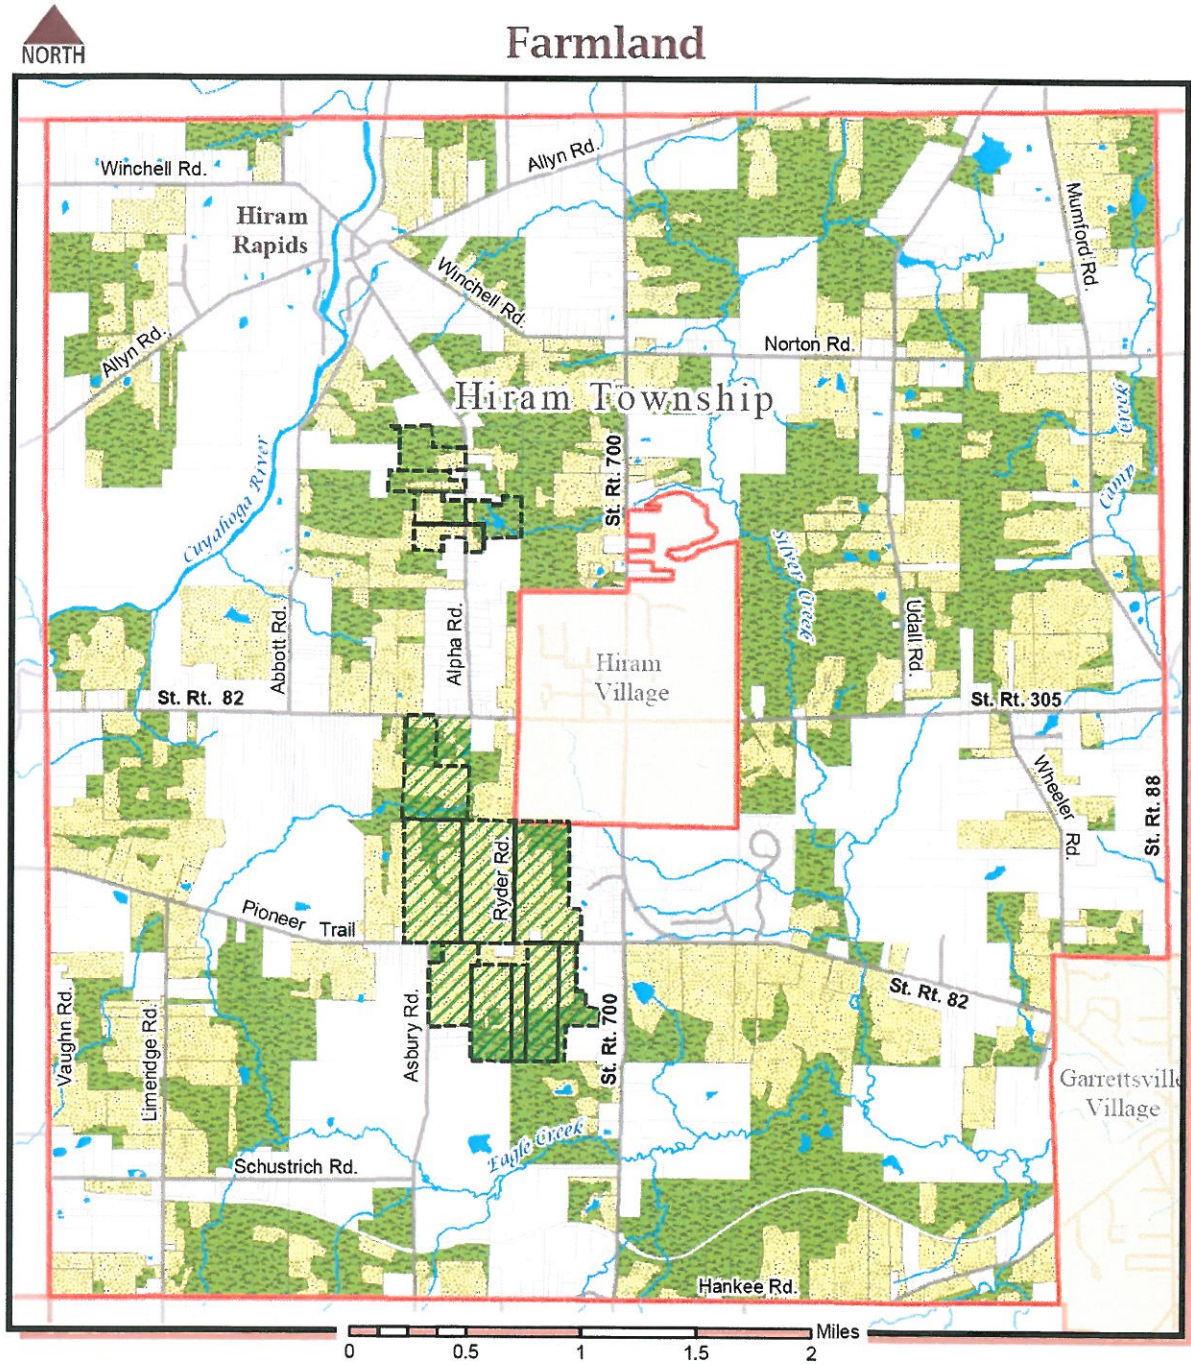 Farmland
NORTH
Winchell Rd.
Allyn Rd.
Hiram
Rapids
Mumford Rd.
Winchell Rd.
Allyn Rd.
Norton Rd.
Hiram Township
Creek
Camp
St. Rt. 700
Cuyahoga River
Silver Creek
Abbott Rd.
Alpha Rd.
Udall Rd.
Hiram
Village
St. Rt. 82
St. Rt. 305
Wheeler Rd.
St. Rt. 88
Ryder Rd.
Pioneer Trail
St. Rt. 82
Vaughn Rd.
Limeridge Rd.
Asbury Rd.
St. Rt. 700
Garrettsville
Village
Eagle Creek
Schustrich Rd.
Hankee Rd.
Miles
0 0.5 1 1.5 2